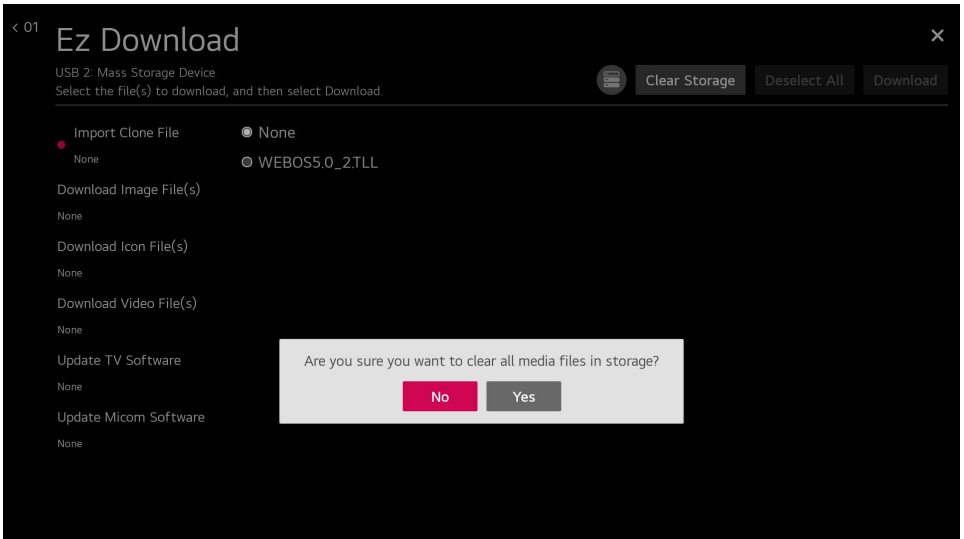 < 01
Ez Download
USB 2: Mass Storage Device
Select the file(s) to download, and then select Download.
Clear Storage
Deselect All
Download
Import Clone File
None
None
WEBOS5.0_2.TLL
Download Image File(s)
None
Download Icon File(s)
None
Download Video File(s)
None
Update TV Software
None
Update Micom Software
None
Are you sure you want to clear all media files in storage?
No
Yes